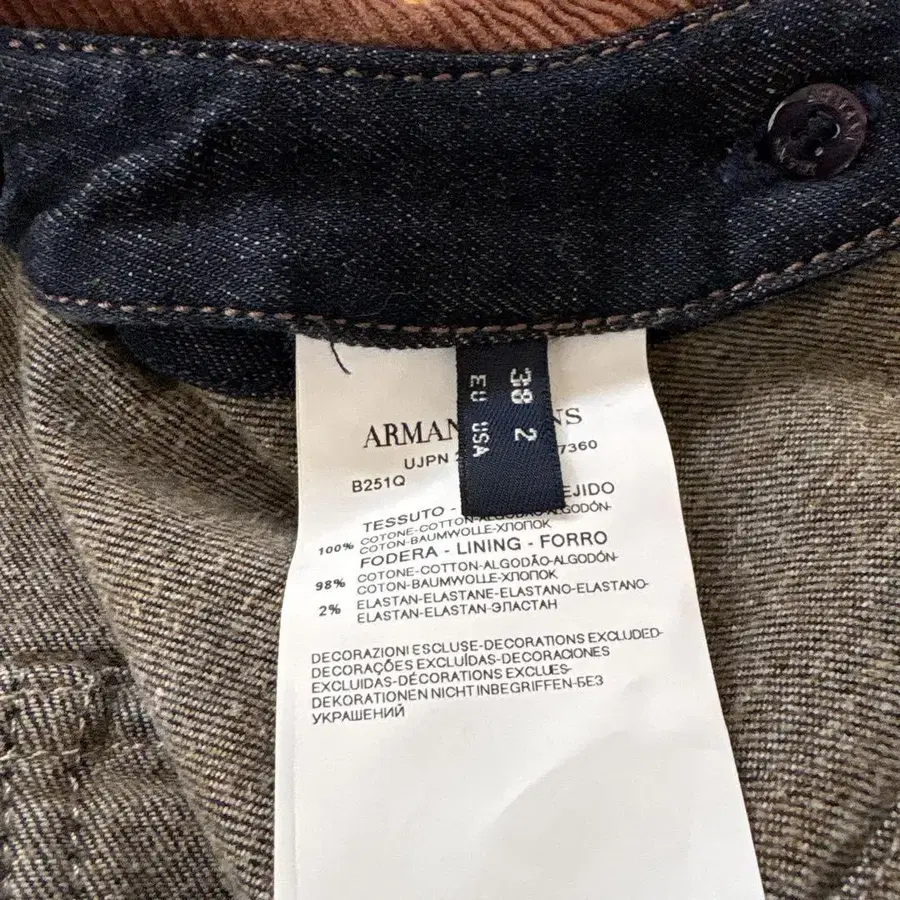 38 2
EU USA
ARMAN NS
UJPN 7360
B251Q
TESSUTO - EJIDO
100% COTONE-COTTON-ALGODÃO-ALGODÓN-
COTON-BAUMWOLLE-ХЛОПОК
FODERA - LINING - FORRO
98% COTONE-COTTON-ALGODÃO-ALGODÓN-
COTON-BAUMWOLLE-ХЛОПОК
2% ELASTAN-ELASTANE-ELASTANO-ELASTANO-
ELASTAN-ELASTAN-ЭЛАСТАН
DECORAZIONI ESCLUSE-DECORATIONS EXCLUDED-
DECORAÇÕES EXCLUÍDAS-DECORACIONES
EXCLUIDAS-DÉCORATIONS EXCLUES-
DEKORATIONEN NICHT INBEGRIFFEN-БЕЗ
УКРАШЕНИЙ